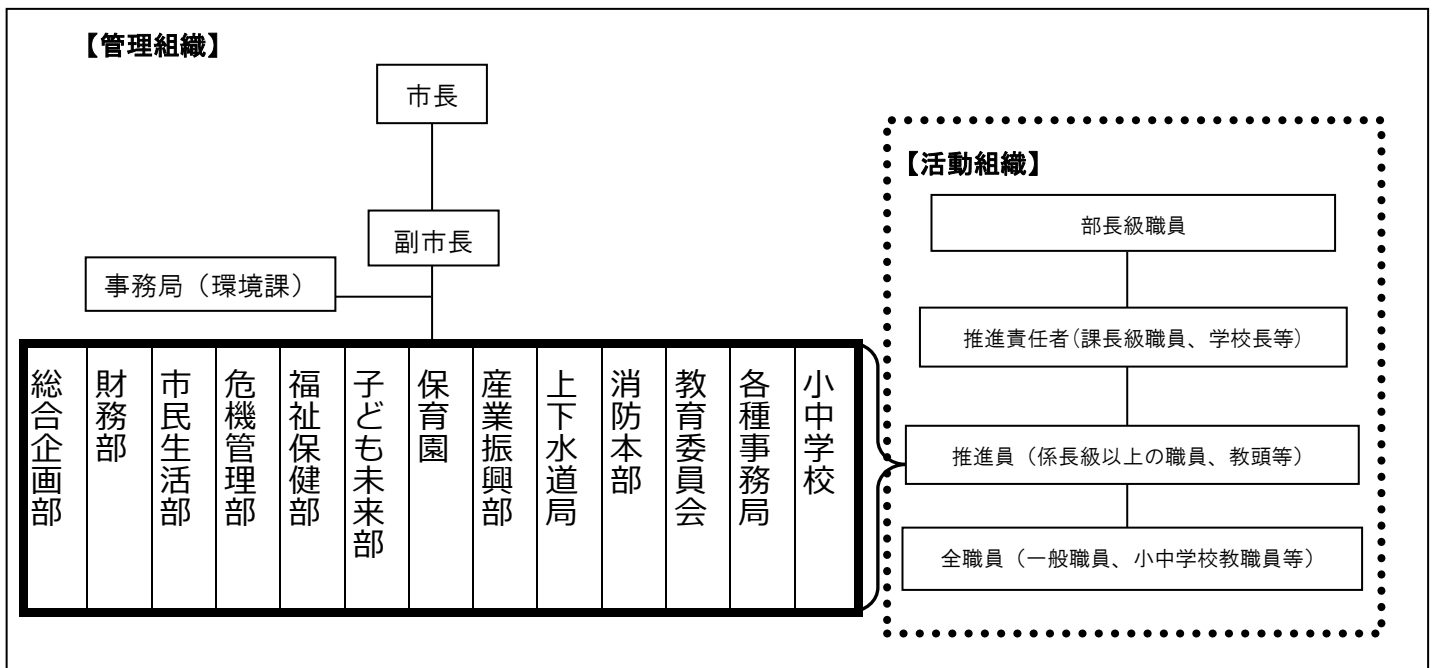 【管理組織】
市長
副市長
事務局（環境課）
総合企画部
財務部
市民生活部
危機管理部
福祉保健部
子ども未来部
保育園
産業振興部
上下水道局
消防本部
教育委員会
各種事務局
小中学校
【活動組織】
部長級職員
推進責任者(課長級職員、学校長等)
推進員（係長級以上の職員、教頭等）
全職員（一般職員、小中学校教職員等）